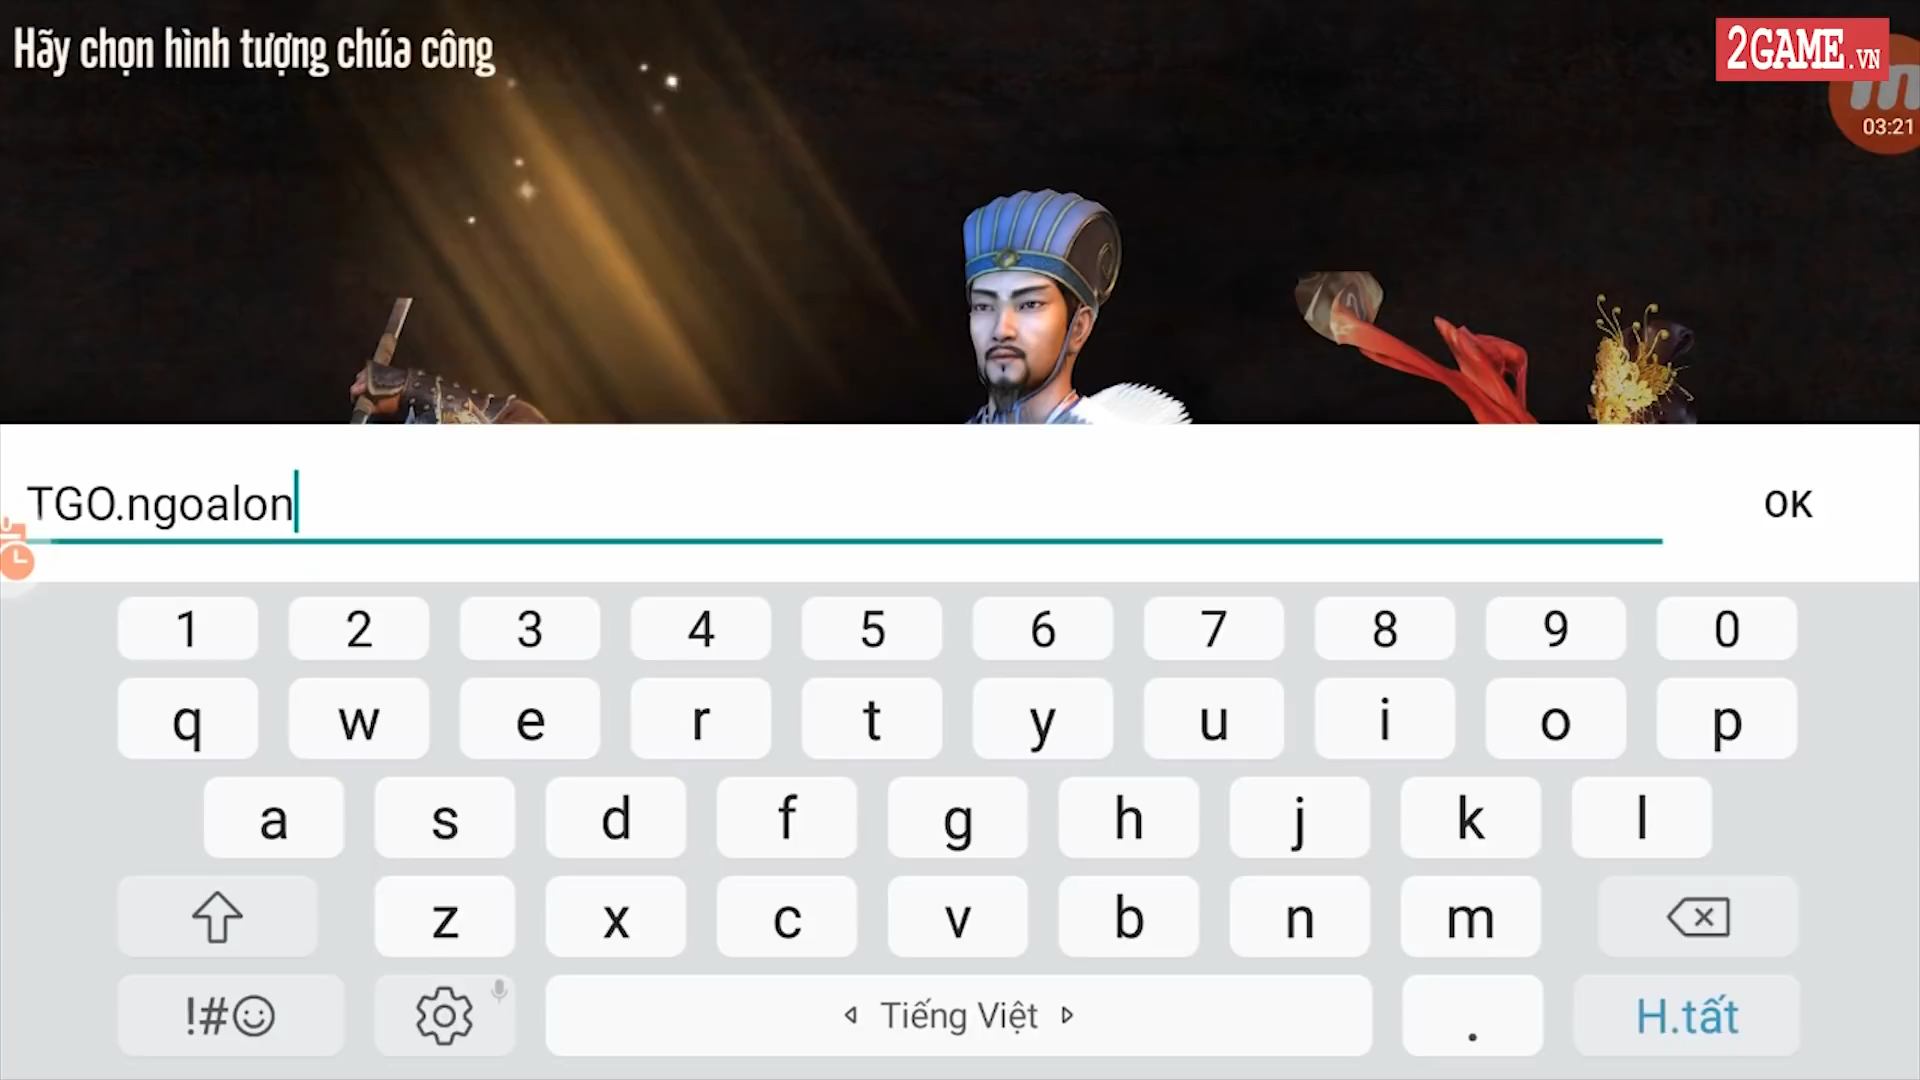 Hãy chọn hình tượng chúa công
2GAME.VN
03:21
TGO.ngoalon
OK
1 2 3 4 5 6 7 8 9 0
q w e r t y u i o p
a s d f g h j k l
z x c v b n m
!#☺ Tiếng Việt . H.tất